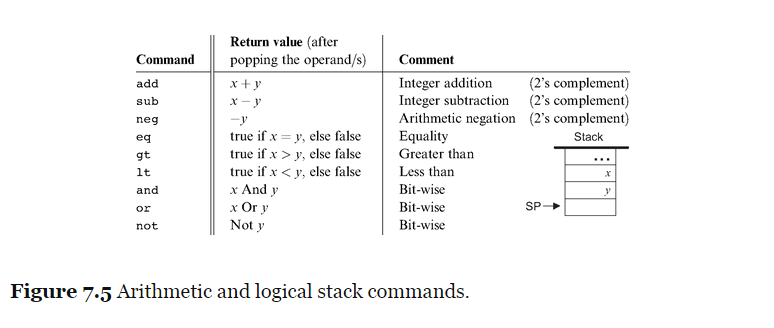 Return value (after
Command popping the operand/s) Comment
add x + y Integer addition (2's complement)
sub x − y Integer subtraction (2's complement)
neg −y Arithmetic negation (2's complement)
eq true if x = y, else false Equality Stack
gt true if x > y, else false Greater than ...
lt true if x < y, else false Less than x
and x And y Bit-wise y
or x Or y Bit-wise SP
not Not y Bit-wise
Figure 7.5 Arithmetic and logical stack commands.